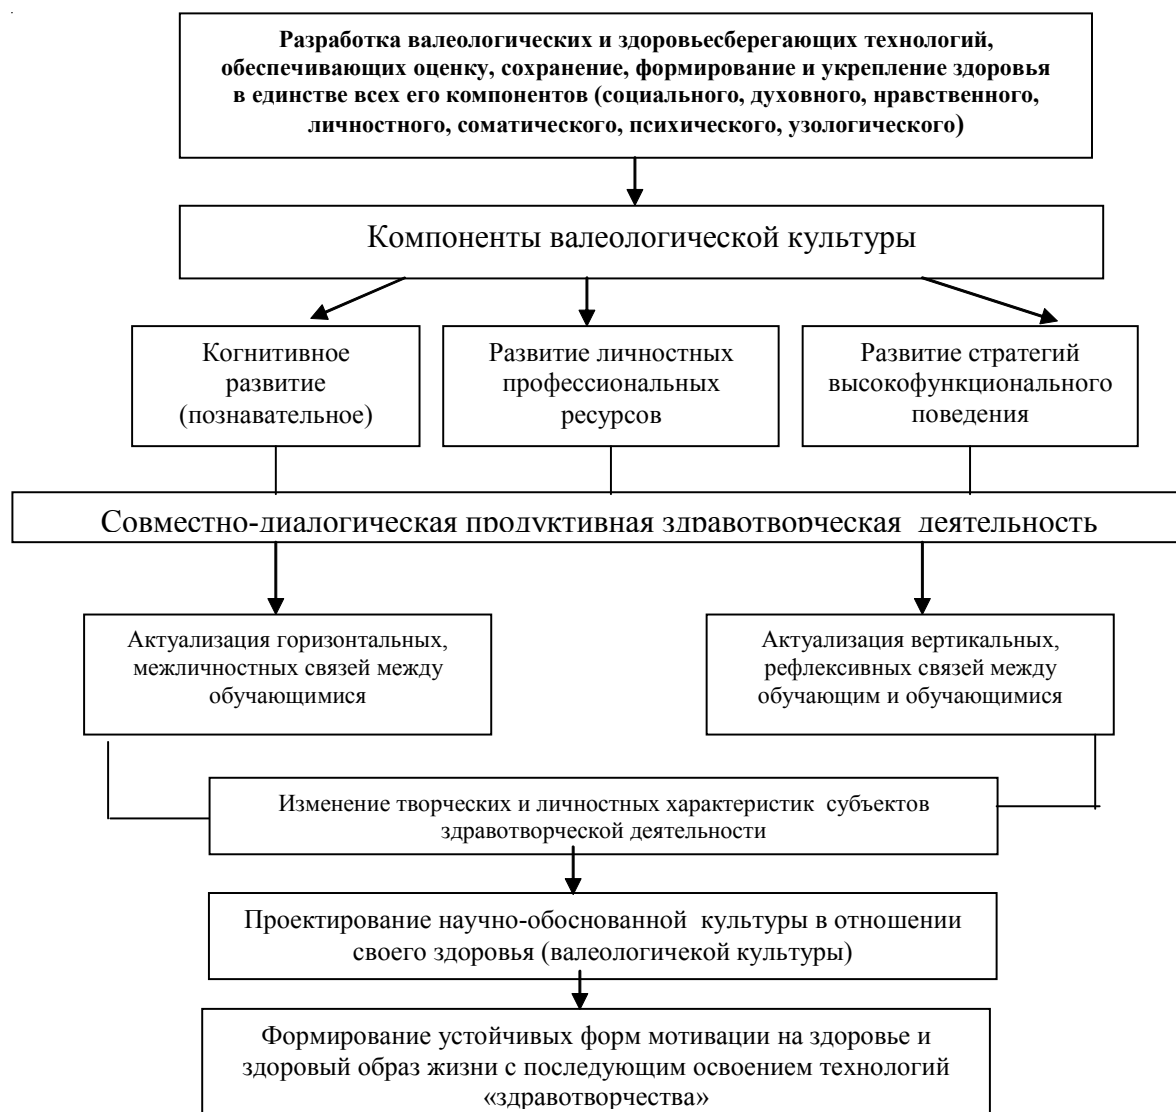 Разработка валеологических и здоровьесберегающих технологий,
обеспечивающих оценку, сохранение, формирование и укрепление здоровья
в единстве всех его компонентов (социального, духовного, нравственного,
личностного, соматического, психического, узологического)
Компоненты валеологической культуры
Когнитивное
развитие
(познавательное)
Развитие личностных
профессиональных
ресурсов
Развитие стратегий
высокофункционального
поведения
Совместно-диалогическая продуктивная здравотворческая деятельность
Актуализация горизонтальных,
межличностных связей между
обучающимися
Актуализация вертикальных,
рефлексивных связей между
обучающим и обучающимися
Изменение творческих и личностных характеристик субъектов
здравотворческой деятельности
Проектирование научно-обоснованной культуры в отношении
своего здоровья (валеологичекой культуры)
Формирование устойчивых форм мотивации на здоровье и
здоровый образ жизни с последующим освоением технологий
«здравотворчества»